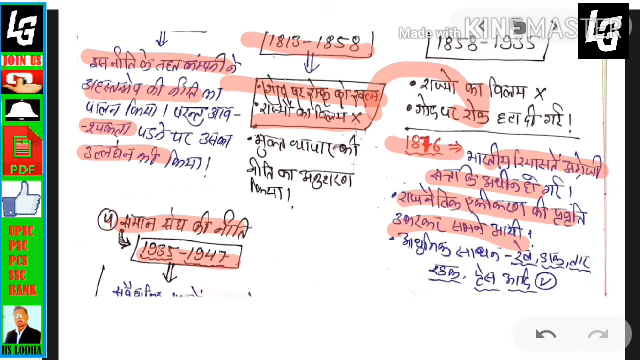 LG
Made with KINEMASTER
LG
1813-1858
1858-1935
इस नीति के तहत कंपनी ने
अहस्तक्षेप की नीति का
पालन किया। परन्तु आव-
श्यकता पड़ने पर उसका
उल्लंघन भी किया।
• गोद पर रोक को खत्म
• राज्यों का विलय X
• मुक्त व्यापार की
नीति का अनुशरण
किया।
• राज्यों का विलय X
• गोद पर रोक हटा दी गई।
1876 ⇒ भारतीय रियासतें अंग्रेजी
सत्ता के अधीन हो गई।
• राजनैतिक एकीकरण की प्रवृति
उभरकर सामने आयी।
• आधुनिक साधन - रेल, डाक, तार
सड़क, प्रेस आदि
④ समान संघ की नीति
1935-1947
JOIN US
PDF
UPSC
PSC
PCS
SSC
BANK
HS LODHA